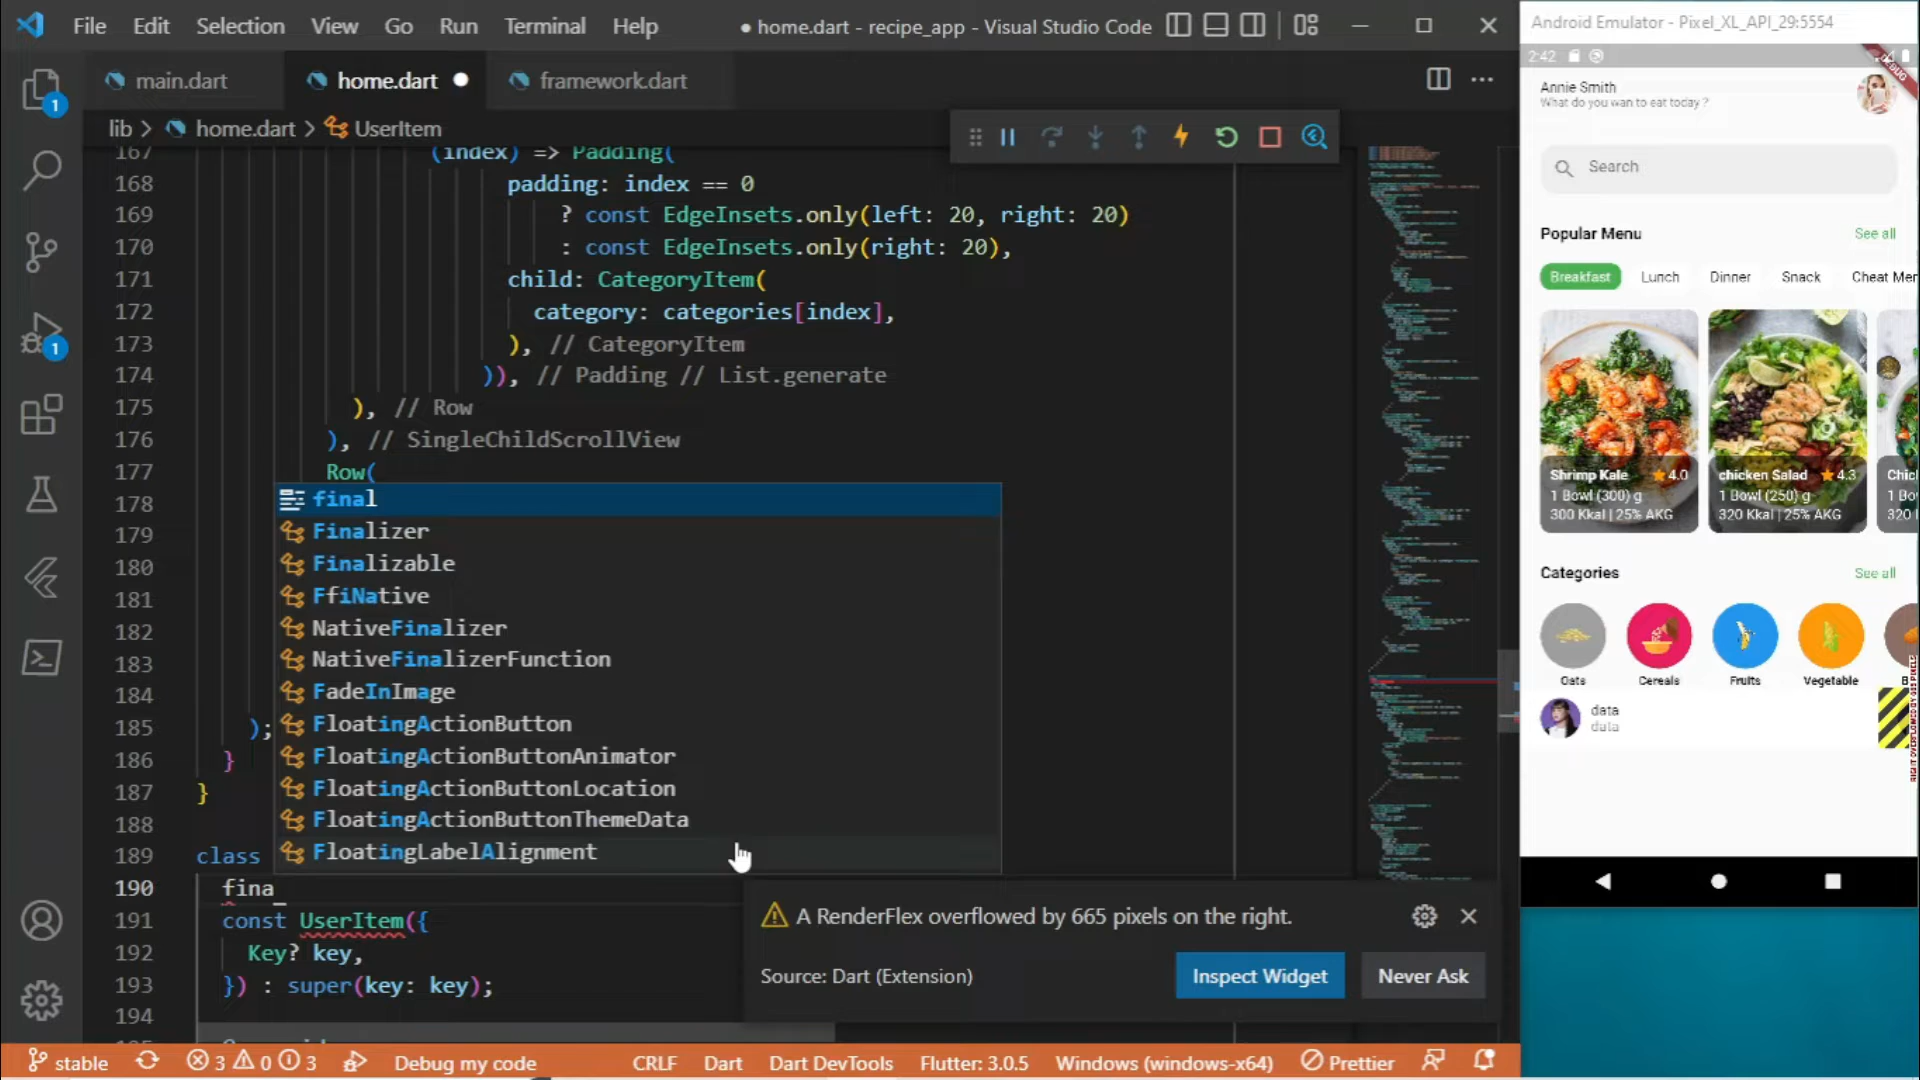 File Edit Selection View Go Run Terminal Help
● home.dart - recipe_app - Visual Studio Code
main.dart
home.dart
framework.dart
lib > home.dart > UserItem
167 (index) => Padding(
168 padding: index == 0
169 ? const EdgeInsets.only(left: 20, right: 20)
170 : const EdgeInsets.only(right: 20),
171 child: CategoryItem(
172 category: categories[index],
173 ), // CategoryItem
174 )), // Padding // List.generate
175 ), // Row
176 ), // SingleChildScrollView
177 Row(
178
179
180
181
182
183
184
185 );
186 }
187 }
188
189 class
190 fina
191 const UserItem({
192 Key? key,
193 }) : super(key: key);
194
final
Finalizer
Finalizable
FfiNative
NativeFinalizer
NativeFinalizerFunction
FadeInImage
FloatingActionButton
FloatingActionButtonAnimator
FloatingActionButtonLocation
FloatingActionButtonThemeData
FloatingLabelAlignment
A RenderFlex overflowed by 665 pixels on the right.
Source: Dart (Extension)
Inspect Widget
Never Ask
1
1
stable
3 0 3
Debug my code
CRLF
Dart
Dart DevTools
Flutter: 3.0.5
Windows (windows-x64)
Prettier
Android Emulator - Pixel_XL_API_29:5554
2:42
DEBUG
Annie Smith
What do you wan to eat today ?
Search
Popular Menu
See all
Breakfast Lunch Dinner Snack Cheat Mer
Shrimp Kale 4.0
1 Bowl (300) g
300 Kkal | 25% AKG
chicken Salad 4.3
1 Bowl (250) g
320 Kkal | 25% AKG
Chic
1 Bo
320
Categories
See all
Oats Cereals Fruits Vegetable B
data
data
RIGHT OVERFLOWED BY 665 PIXELS